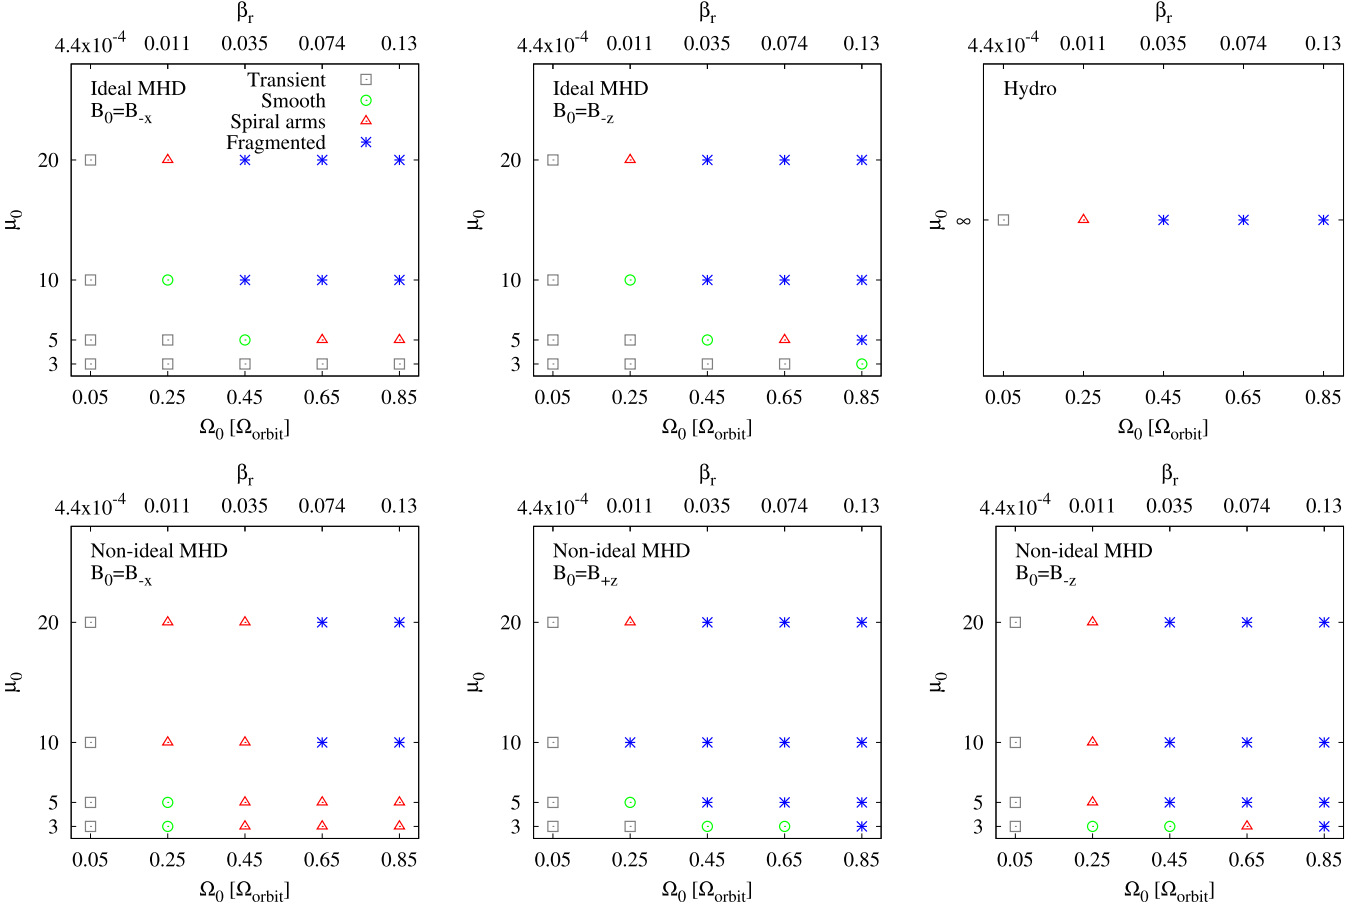 β_r
4.4x10^-4 0.011 0.035 0.074 0.13
Ideal MHD
B_0=B_-x
Transient
Smooth
Spiral arms
Fragmented
μ_0
20
10
5
3
0.05 0.25 0.45 0.65 0.85
Ω_0 [Ω_orbit]
β_r
4.4x10^-4 0.011 0.035 0.074 0.13
Ideal MHD
B_0=B_-z
μ_0
20
10
5
3
0.05 0.25 0.45 0.65 0.85
Ω_0 [Ω_orbit]
β_r
4.4x10^-4 0.011 0.035 0.074 0.13
Hydro
μ_0
∞
0.05 0.25 0.45 0.65 0.85
Ω_0 [Ω_orbit]
β_r
4.4x10^-4 0.011 0.035 0.074 0.13
Non-ideal MHD
B_0=B_-x
μ_0
20
10
5
3
0.05 0.25 0.45 0.65 0.85
Ω_0 [Ω_orbit]
β_r
4.4x10^-4 0.011 0.035 0.074 0.13
Non-ideal MHD
B_0=B_+z
μ_0
20
10
5
3
0.05 0.25 0.45 0.65 0.85
Ω_0 [Ω_orbit]
β_r
4.4x10^-4 0.011 0.035 0.074 0.13
Non-ideal MHD
B_0=B_-z
μ_0
20
10
5
3
0.05 0.25 0.45 0.65 0.85
Ω_0 [Ω_orbit]